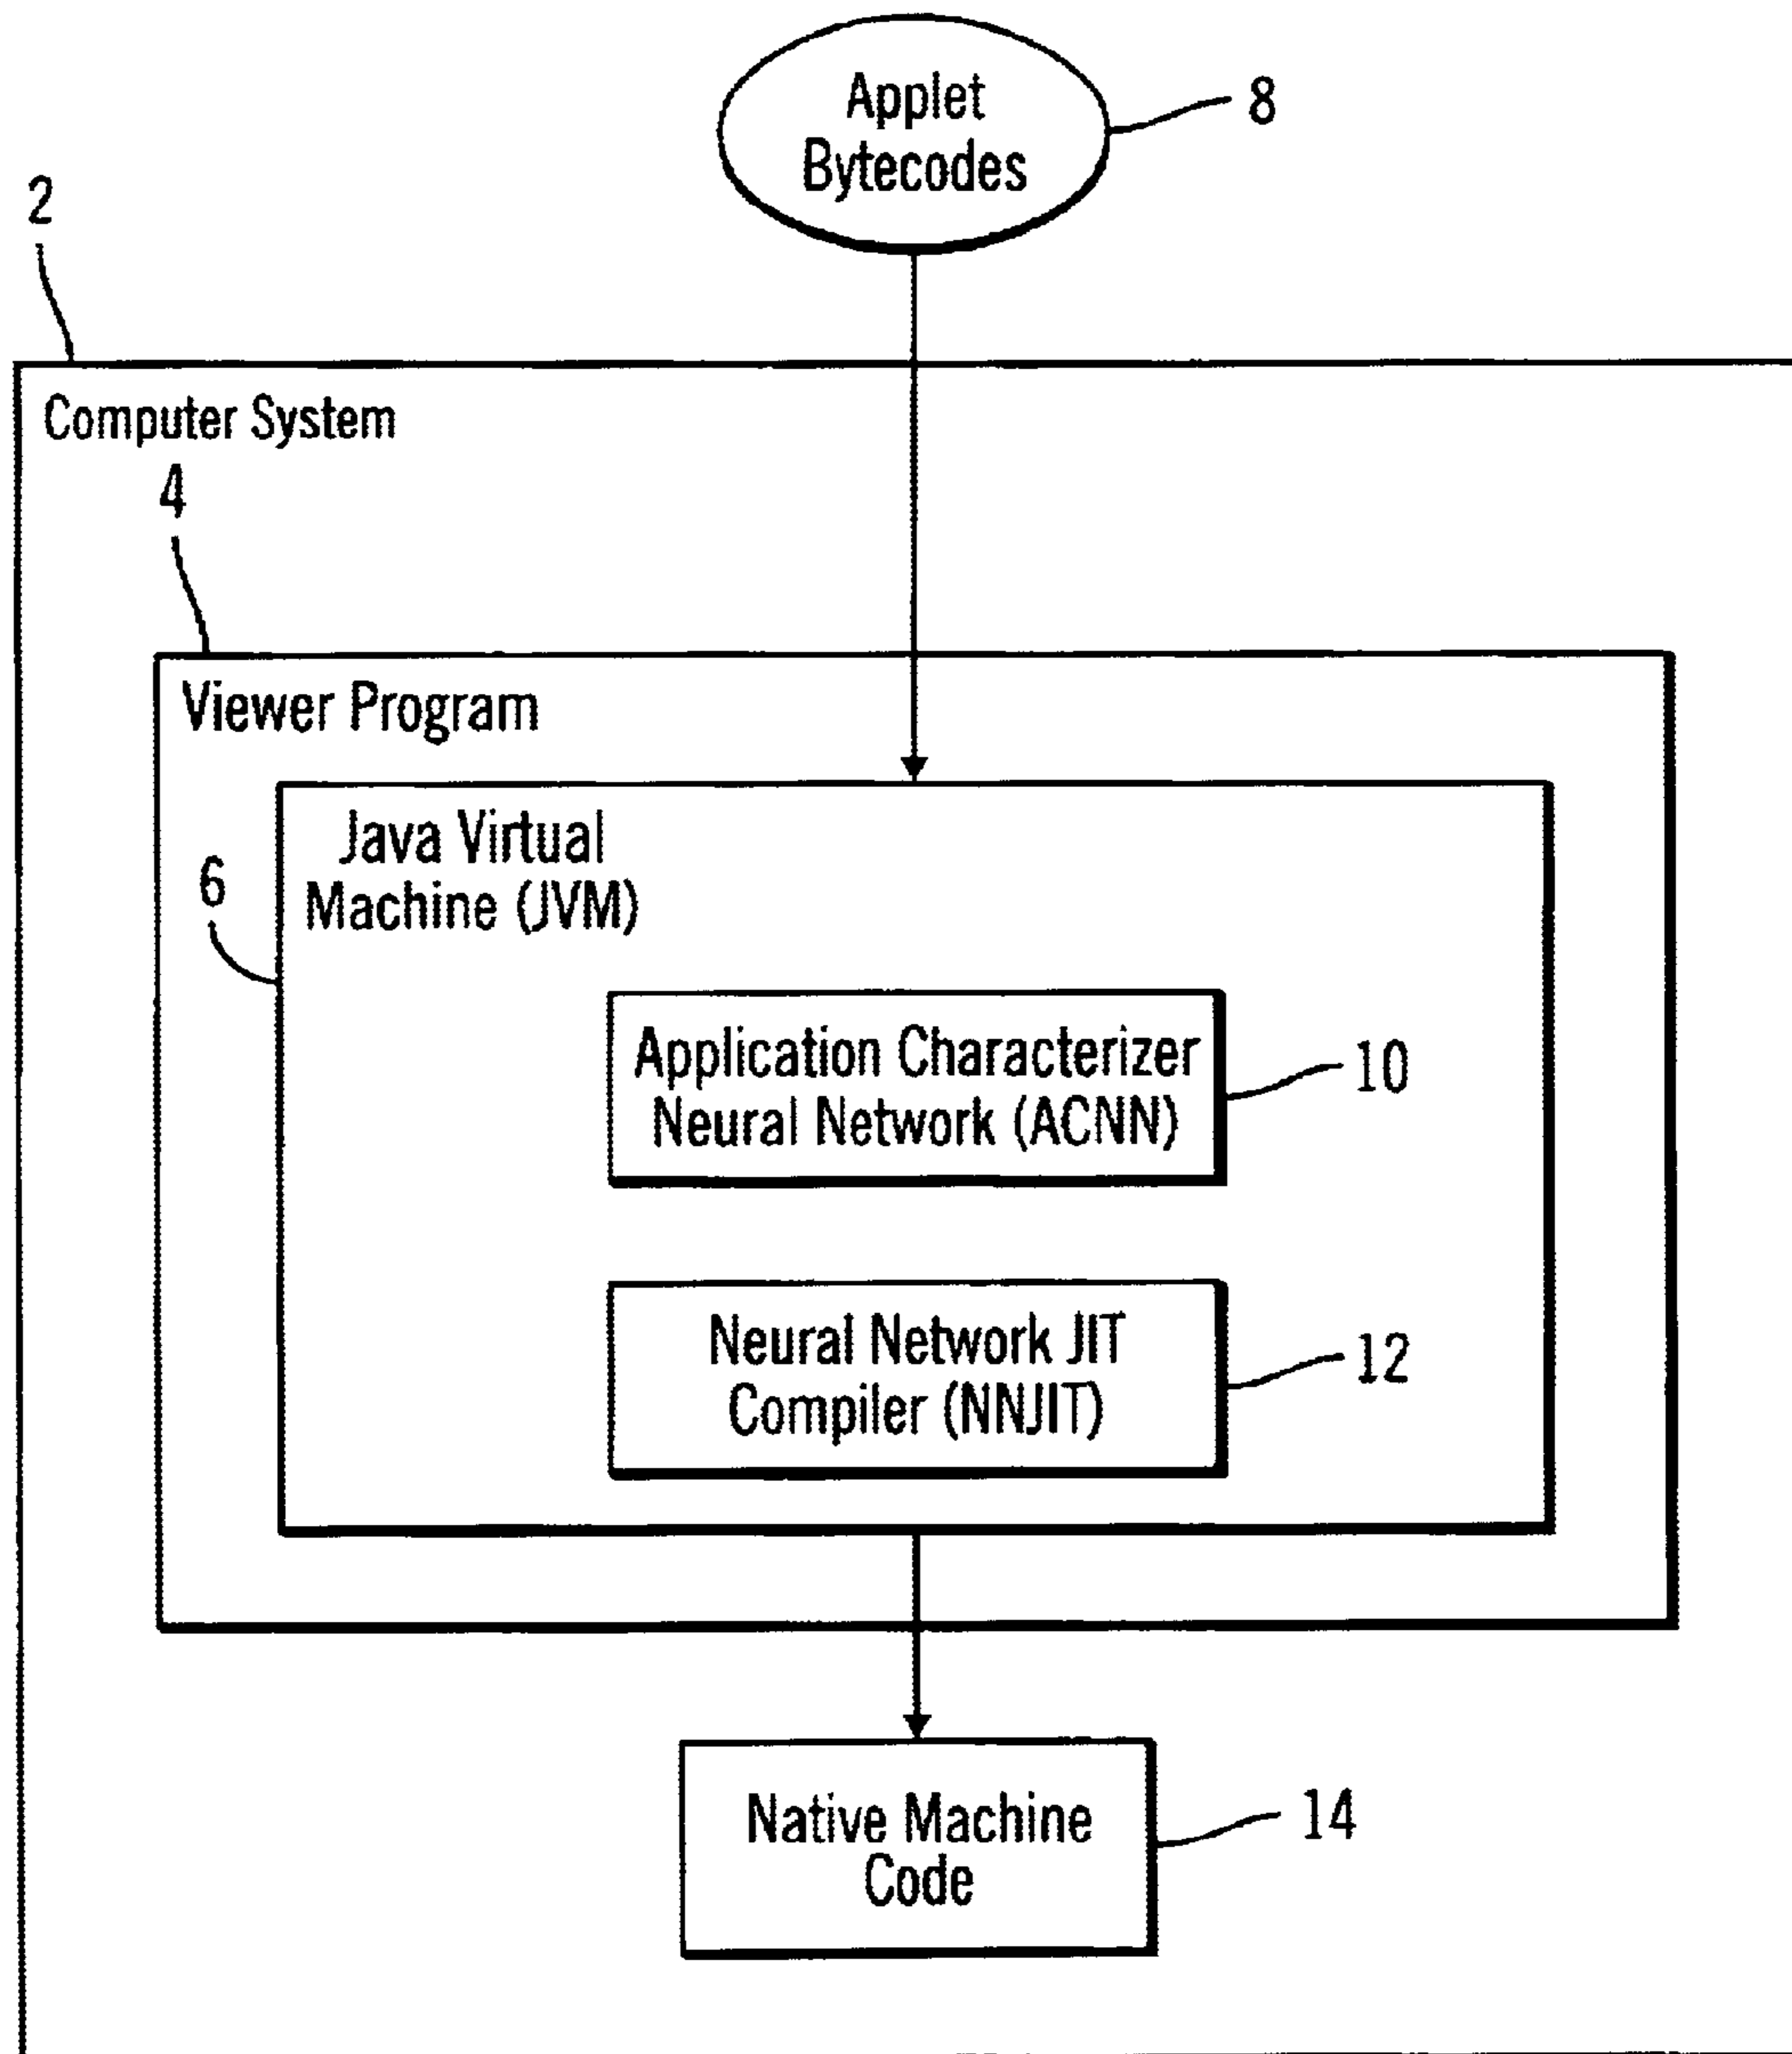 Applet
Bytecodes
8
2
Computer System
4
Viewer Program
Java Virtual
Machine (JVM)
6
Application Characterizer
Neural Network (ACNN)
10
Neural Network JIT
Compiler (NNJIT)
12
Native Machine
Code
14